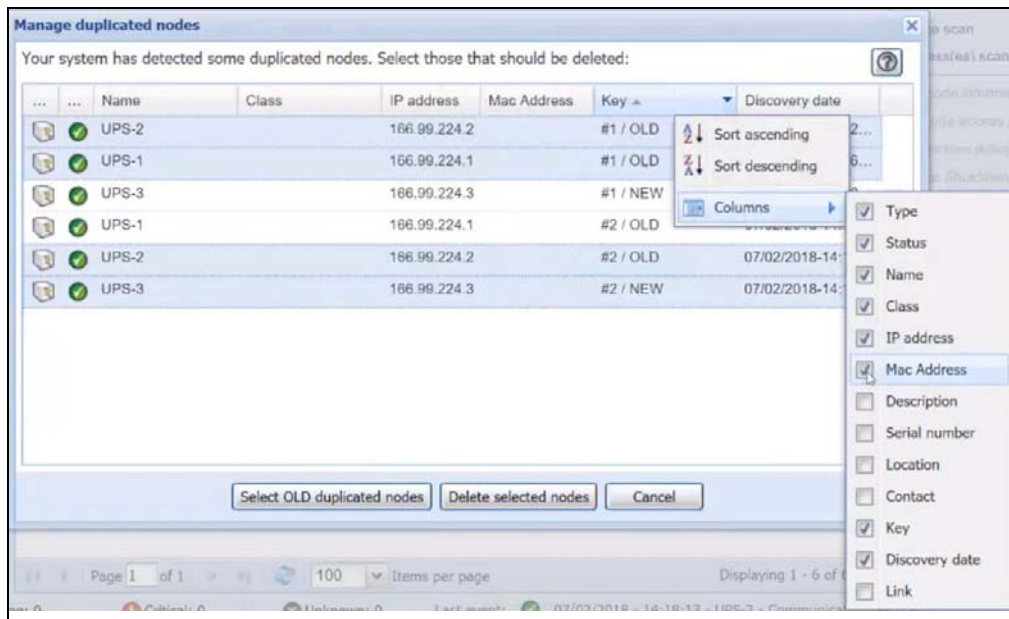 Manage duplicated nodes
Your system has detected some duplicated nodes. Select those that should be deleted:
... ... Name Class IP address Mac Address Key Discovery date
UPS-2 166.99.224.2 #1 / OLD 2...
UPS-1 166.99.224.1 #1 / OLD 6...
UPS-3 166.99.224.3 #1 / NEW
UPS-1 166.99.224.1 #2 / OLD
UPS-2 166.99.224.2 #2 / OLD 07/02/2018-14:
UPS-3 166.99.224.3 #2 / NEW 07/02/2018-14:
Sort ascending
Sort descending
Columns
Type
Status
Name
Class
IP address
Mac Address
Description
Serial number
Location
Contact
Key
Discovery date
Link
Select OLD duplicated nodes Delete selected nodes Cancel
Page 1 of 1 100 Items per page Displaying 1 - 6 of
Critical: 0 Unknown: 0 Last event: 07/02/2018 - 14:18:13 - UPS-3 -